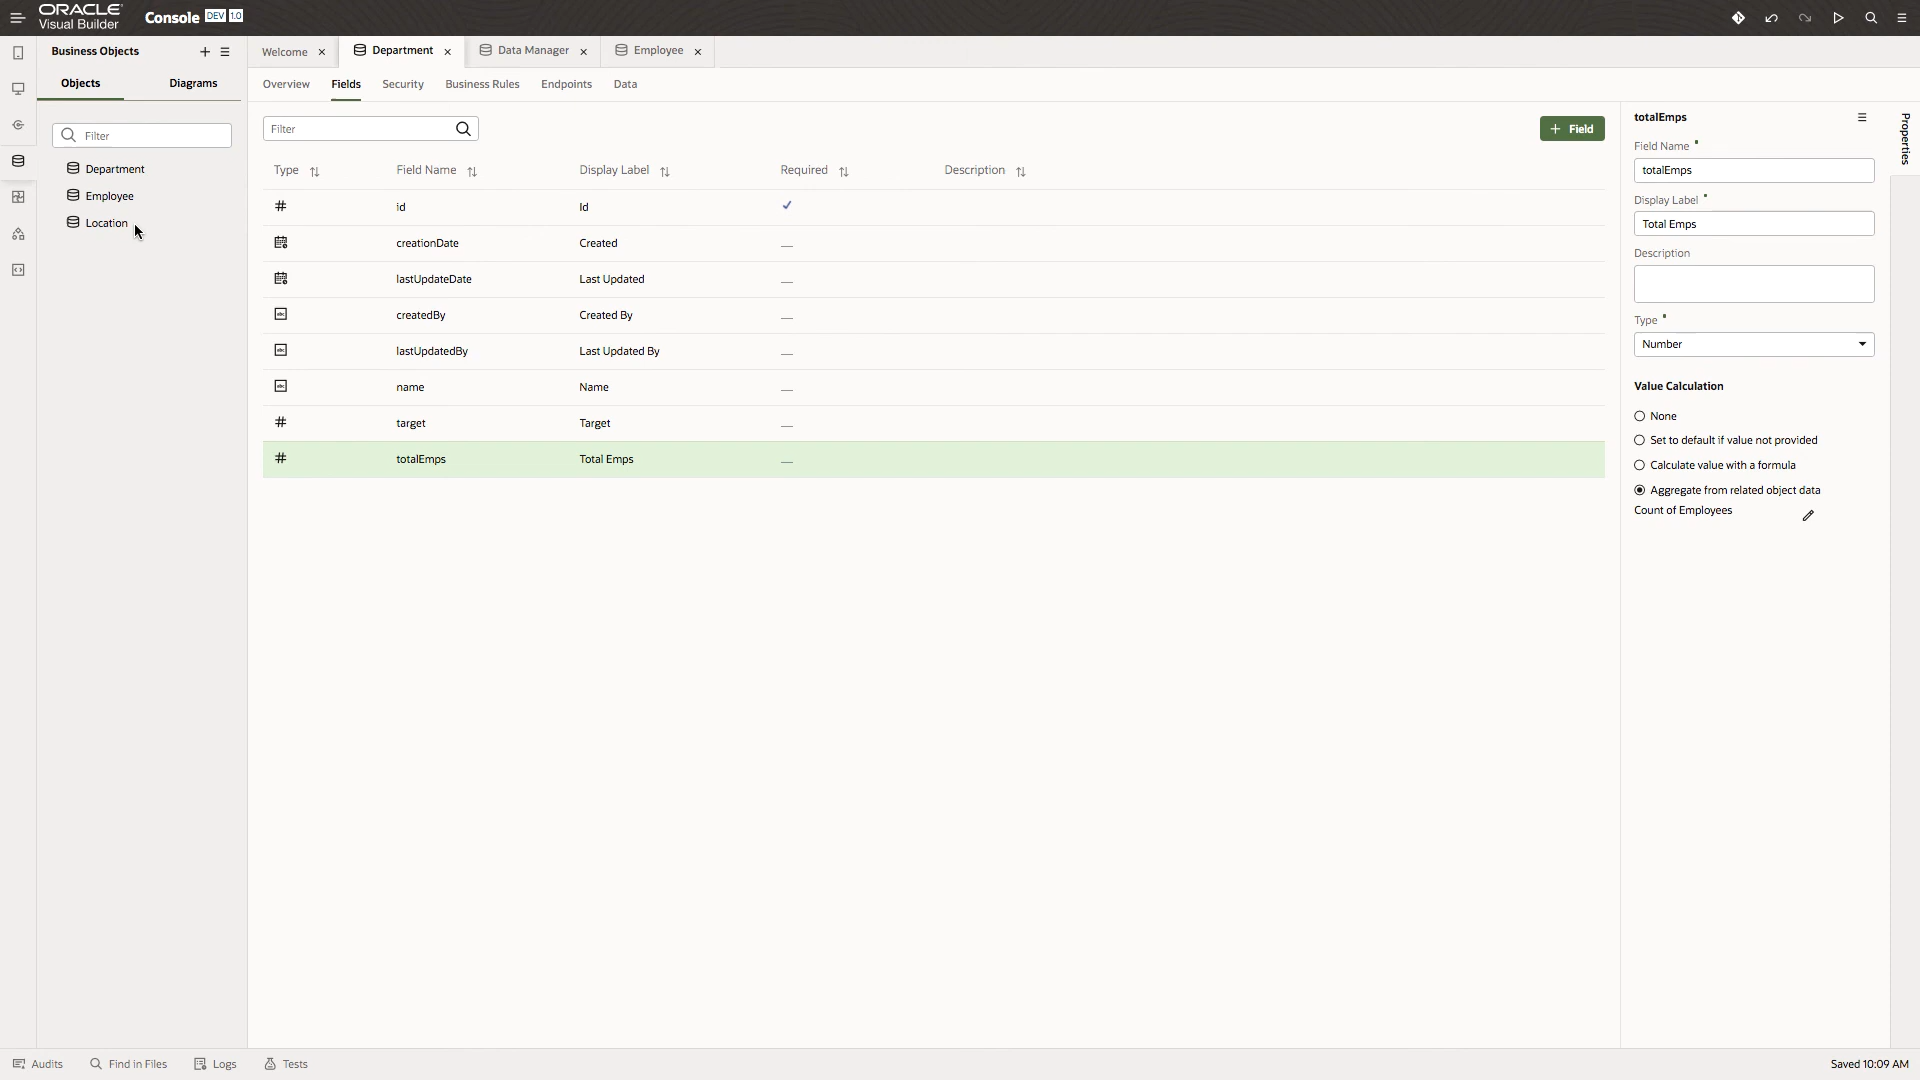 ORACLE
Visual Builder
Console DEV 1.0
Business Objects
Objects Diagrams
Filter
Department
Employee
Location
Welcome
Department
Data Manager
Employee
Overview Fields Security Business Rules Endpoints Data
Filter
+ Field
Type Field Name Display Label Required Description
# id Id
creationDate Created
lastUpdateDate Last Updated
createdBy Created By
lastUpdatedBy Last Updated By
name Name
# target Target
# totalEmps Total Emps
totalEmps
Field Name
totalEmps
Display Label
Total Emps
Description
Type
Number
Value Calculation
None
Set to default if value not provided
Calculate value with a formula
Aggregate from related object data
Count of Employees
Properties
Audits Find in Files Logs Tests
Saved 10:09 AM